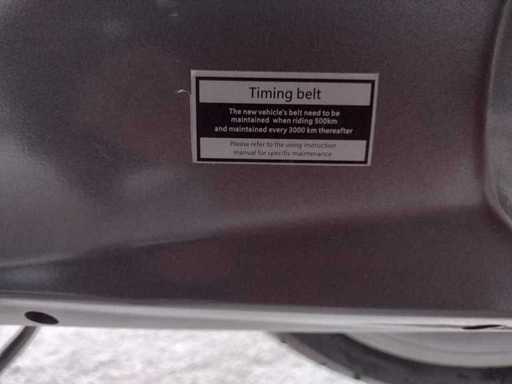 Timing belt
The new vehicle's belt need to be
maintained when riding 500km
and maintained every 3000 km thereafter
Please refer to the using instruction
manual for specific maintenance